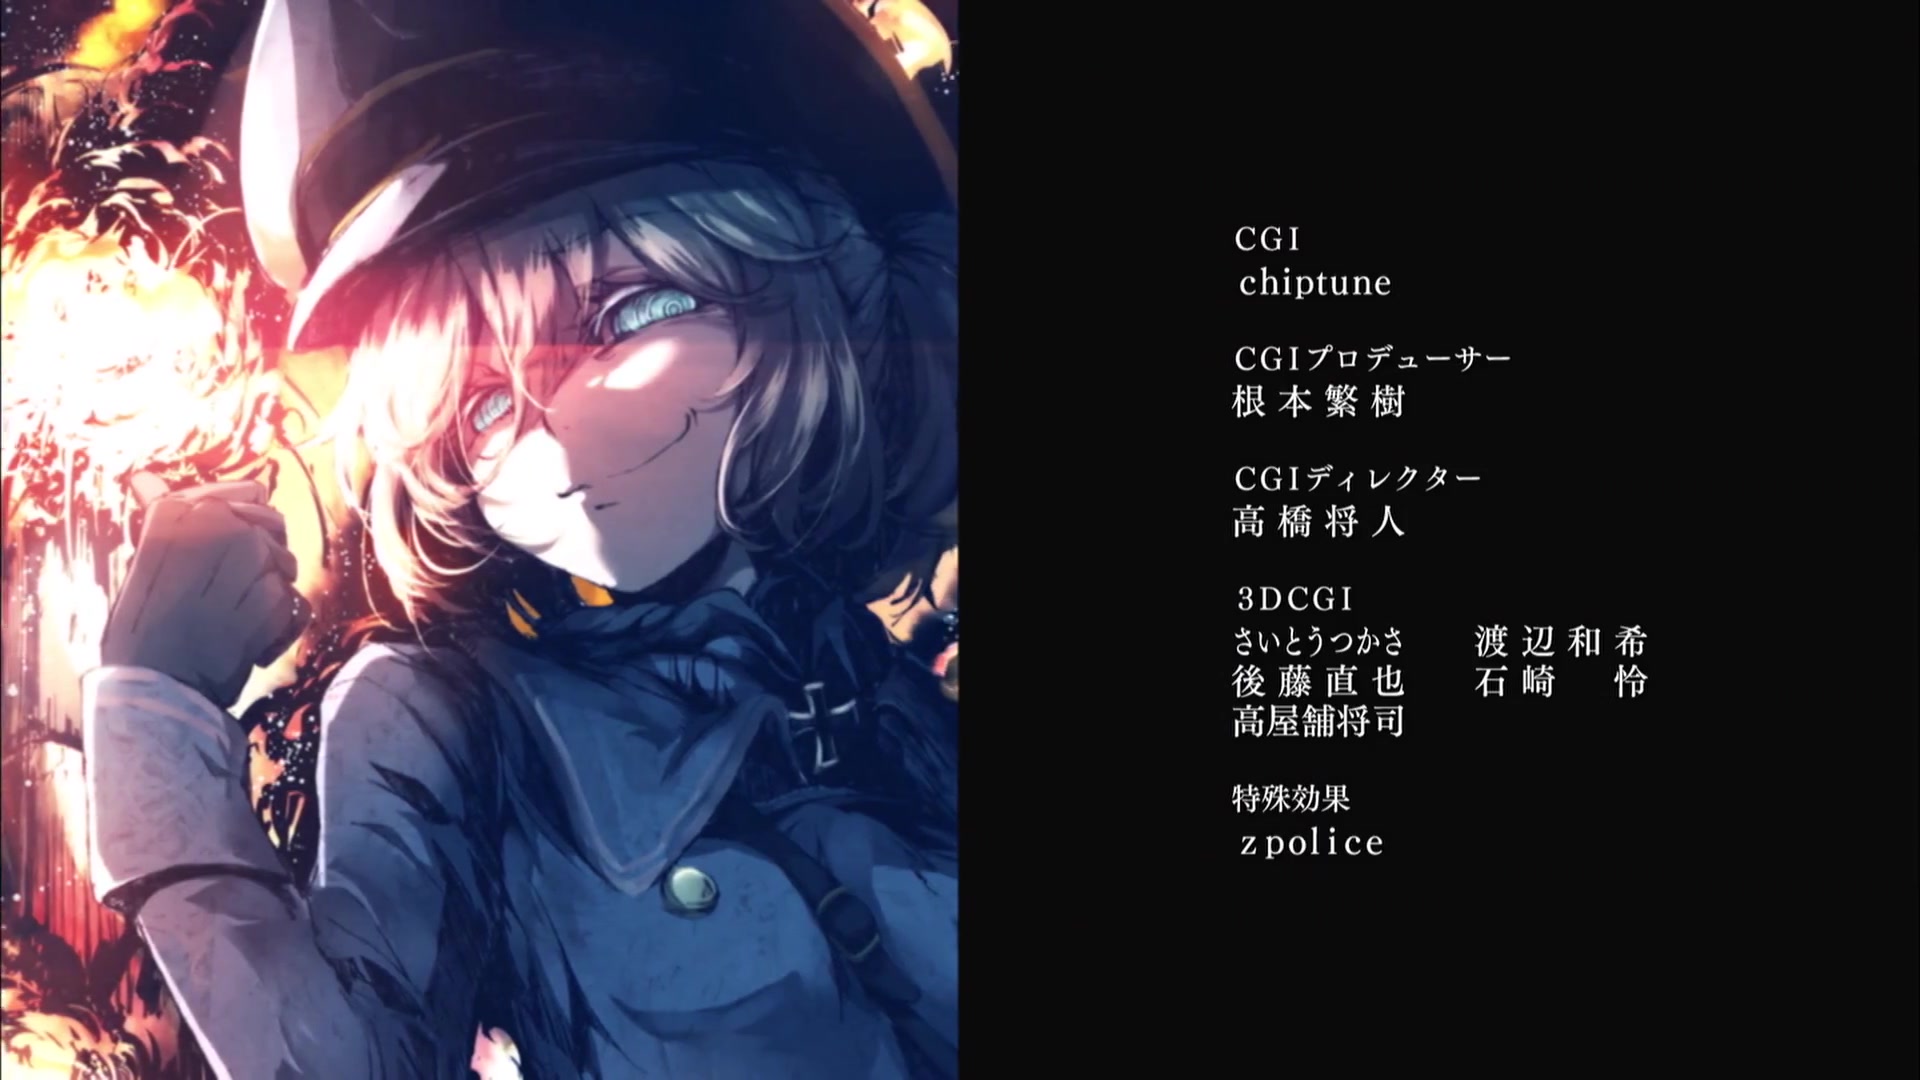 CGI
chiptune
CGIプロデューサー
根本繁樹
CGIディレクター
高橋将人
3DCGI
さいとうつかさ 渡辺和希
後藤直也 石崎 怜
高屋舗将司
特殊効果
zpolice